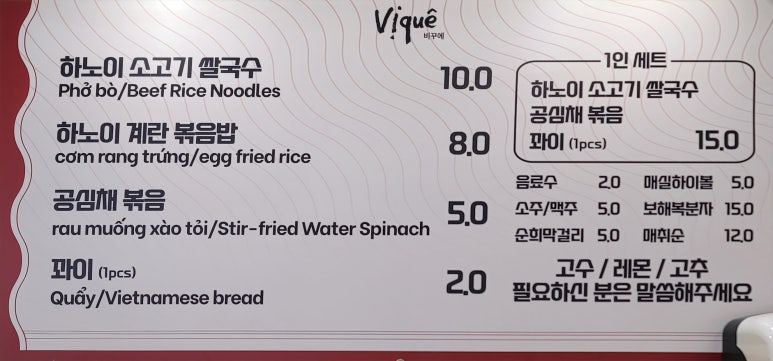 Viquê
비꾸에
하노이 소고기 쌀국수 10.0
Phở bò/Beef Rice Noodles
하노이 계란 볶음밥 8.0
cơm rang trứng/egg fried rice
공심채 볶음 5.0
rau muống xào tỏi/Stir-fried Water Spinach
꽈이 (1pcs) 2.0
Quẩy/Vietnamese bread
1인 세트
하노이 소고기 쌀국수
공심채 볶음
꽈이 (1pcs) 15.0
음료수 2.0 매실하이볼 5.0
소주/맥주 5.0 보해복분자 15.0
순희막걸리 5.0 매취순 12.0
고수 / 레몬 / 고추
필요하신 분은 말씀해주세요